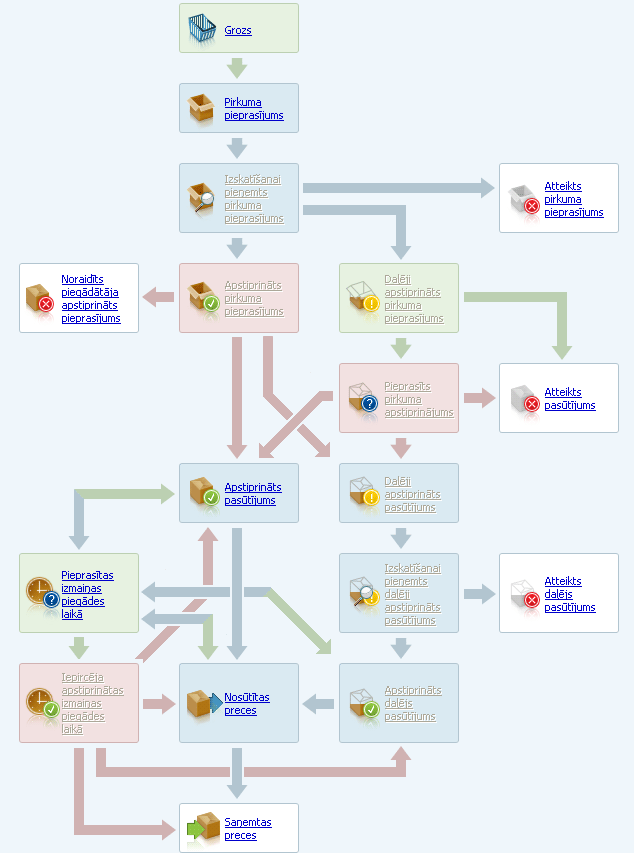 Grozs
Pirkuma
pieprasījums
Izskatīšanai
pieņemts
pirkuma
pieprasījums
Atteikts
pirkuma
pieprasījums
Noraidīts
piegādātāja
apstiprināts
pieprasījums
Apstiprināts
pirkuma
pieprasījums
Daļēji
apstiprināts
pirkuma
pieprasījums
Pieprasīts
pirkuma
apstiprinājums
Atteikts
pasūtījums
Apstiprināts
pasūtījums
Daļēji
apstiprināts
pasūtījums
Pieprasītas
izmaiņas
piegādes
laikā
Izskatīšanai
pieņemts
daļēji
apstiprināts
pasūtījums
Atteikts
daļējs
pasūtījums
Iepircēja
apstiprinātas
izmaiņas
piegādes
laikā
Nosūtītas
preces
Apstiprināts
daļējs
pasūtījums
Saņemtas
preces